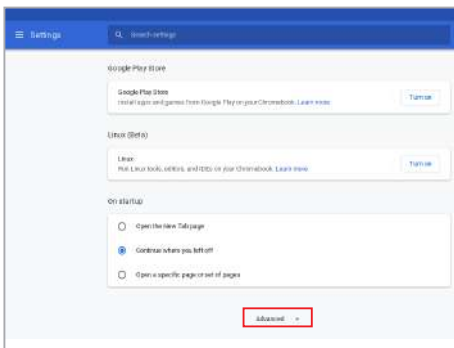 Settings
Search settings
Google Play Store
Google Play Store
Install apps and games from Google Play on your Chromebook. Learn more
Turn on
Linux (Beta)
Linux
Run Linux tools, editors, and IDEs on your Chromebook. Learn more
Turn on
On startup
Open the New Tab page
Continue where you left off
Open a specific page or set of pages
Advanced